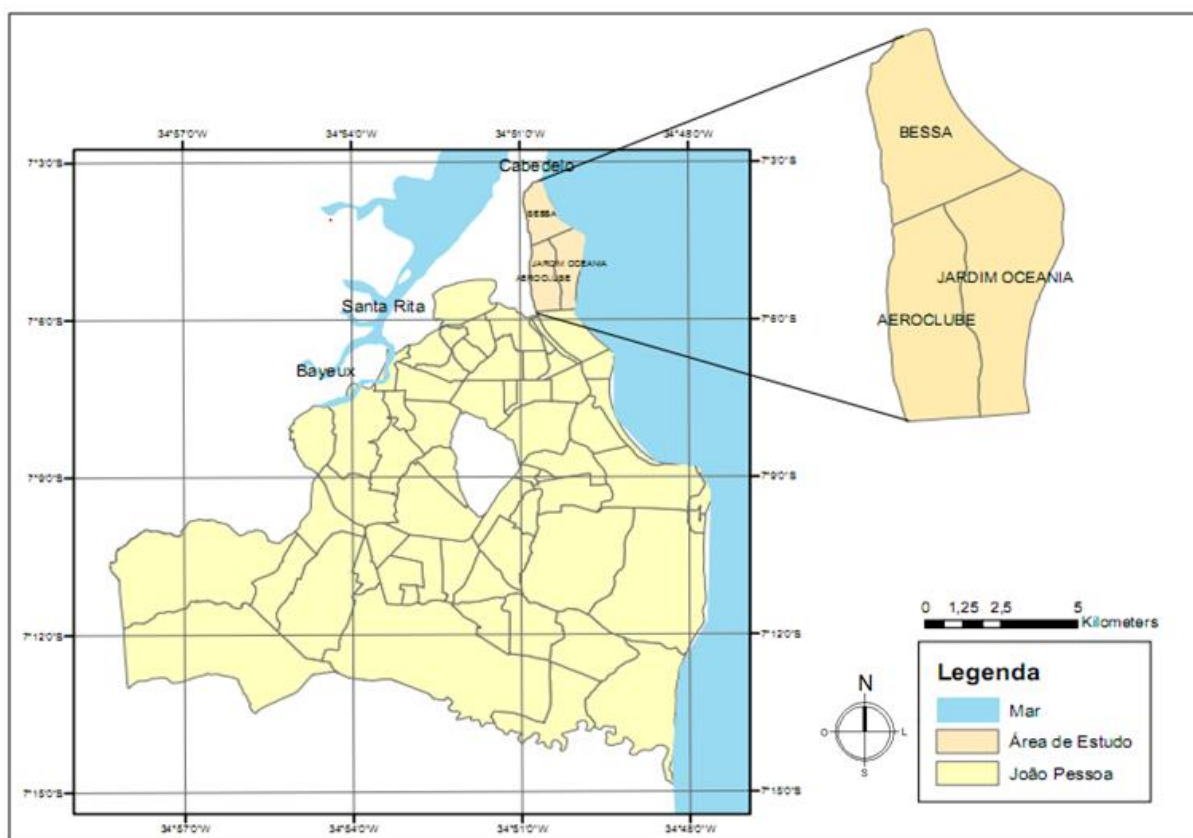 34°57'0"W 34°54'0"W 34°51'0"W 34°48'0"W
7°3'0"S 7°3'0"S
Cabedelo
BESSA
JARDIM OCEANIA
AEROCLUBE
Santa Rita
7°6'0"S 7°6'0"S
Bayeux
7°9'0"S 7°9'0"S
7°12'0"S 7°12'0"S
7°15'0"S 7°15'0"S
34°57'0"W 34°54'0"W 34°51'0"W 34°48'0"W
BESSA
JARDIM OCEANIA
AEROCLUBE
0 1,25 2,5 5
Kilometers
N
O L
S
Legenda
Mar
Área de Estudo
João Pessoa